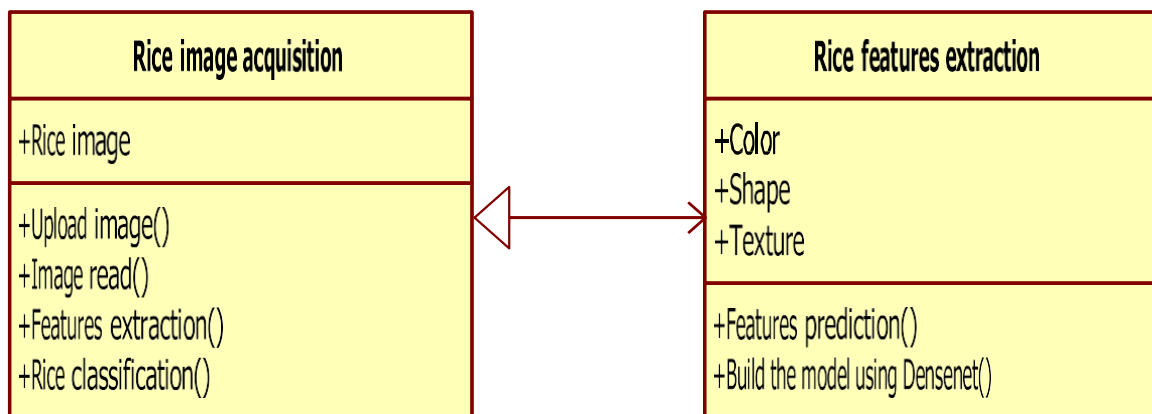 Rice image acquisition
+Rice image
+Upload image()
+Image read()
+Features extraction()
+Rice classification()
Rice features extraction
+Color
+Shape
+Texture
+Features prediction()
+Build the model using Densenet()